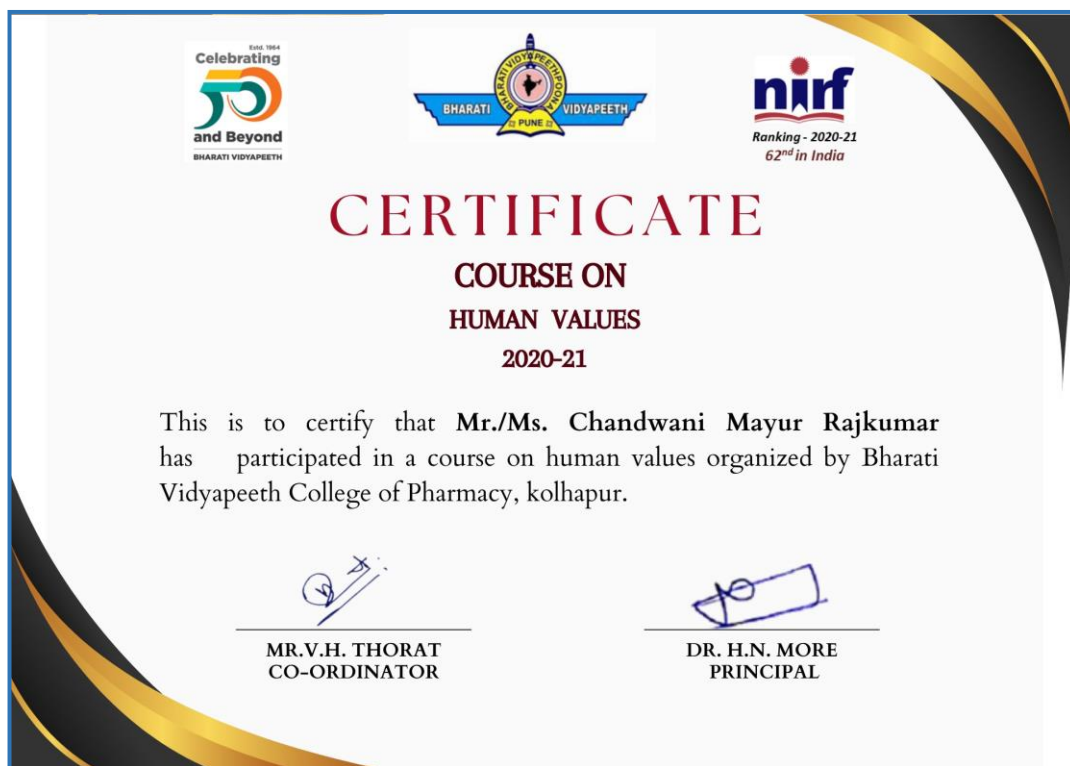 Estd. 1964
Celebrating
50
and Beyond
BHARATI VIDYAPEETH
BHARATI VIDYAPEETH POONA
BHARATI VIDYAPEETH
PUNE
nirf
Ranking - 2020-21
62nd in India
CERTIFICATE
COURSE ON
HUMAN VALUES
2020-21
This is to certify that Mr./Ms. Chandwani Mayur Rajkumar
has participated in a course on human values organized by Bharati
Vidyapeeth College of Pharmacy, kolhapur.
MR.V.H. THORAT
CO-ORDINATOR
DR. H.N. MORE
PRINCIPAL